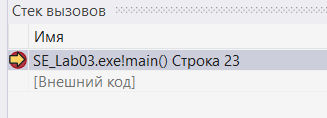 Стек вызовов
Имя
SE_Lab03.exe!main() Строка 23
[Внешний код]